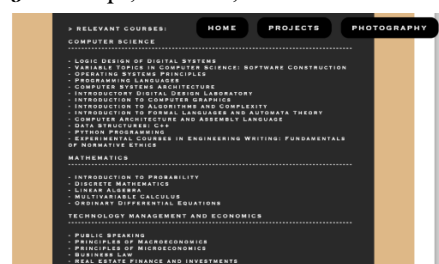 HOME
PROJECTS
PHOTOGRAPHY
> RELEVANT COURSES:
COMPUTER SCIENCE
- LOGIC DESIGN OF DIGITAL SYSTEMS
- VARIABLE TOPICS IN COMPUTER SCIENCE: SOFTWARE CONSTRUCTION
- OPERATING SYSTEMS PRINCIPLES
- PROGRAMMING LANGUAGES
- COMPUTER SYSTEMS ARCHITECTURE
- INTRODUCTORY DIGITAL DESIGN LABORATORY
- INTRODUCTION TO COMPUTER GRAPHICS
- INTRODUCTION TO ALGORITHMS AND COMPLEXITY
- INTRODUCTION TO FORMAL LANGUAGES AND AUTOMATA THEORY
- COMPUTER ARCHITECTURE AND ASSEMBLY LANGUAGE
- DATA STRUCTURES: C++
- PYTHON PROGRAMMING
- EXPERIMENTAL COURSES IN ENGINEERING WRITING: FUNDAMENTALS
OF NORMATIVE ETHICS
MATHEMATICS
- INTRODUCTION TO PROBABILITY
- DISCRETE MATHEMATICS
- LINEAR ALGEBRA
- MULTIVARIABLE CALCULUS
- ORDINARY DIFFERENTIAL EQUATIONS
TECHNOLOGY MANAGEMENT AND ECONOMICS
- PUBLIC SPEAKING
- PRINCIPLES OF MACROECONOMICS
- PRINCIPLES OF MICROECONOMICS
- BUSINESS LAW
- REAL ESTATE FINANCE AND INVESTMENTS